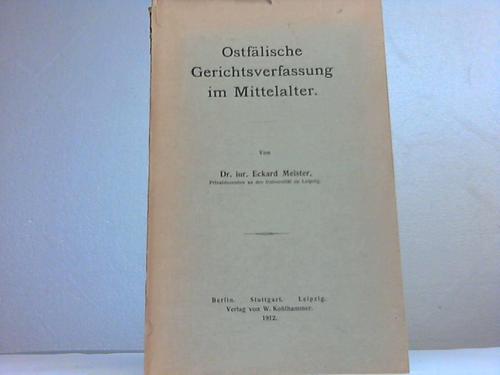 Ostfälische
Gerichtsverfassung
im Mittelalter.
Von
Dr. iur. Eckard Meister,
Privatdozenten an der Universität zu Leipzig.
Berlin. Stuttgart. Leipzig.
Verlag von W. Kohlhammer.
1912.